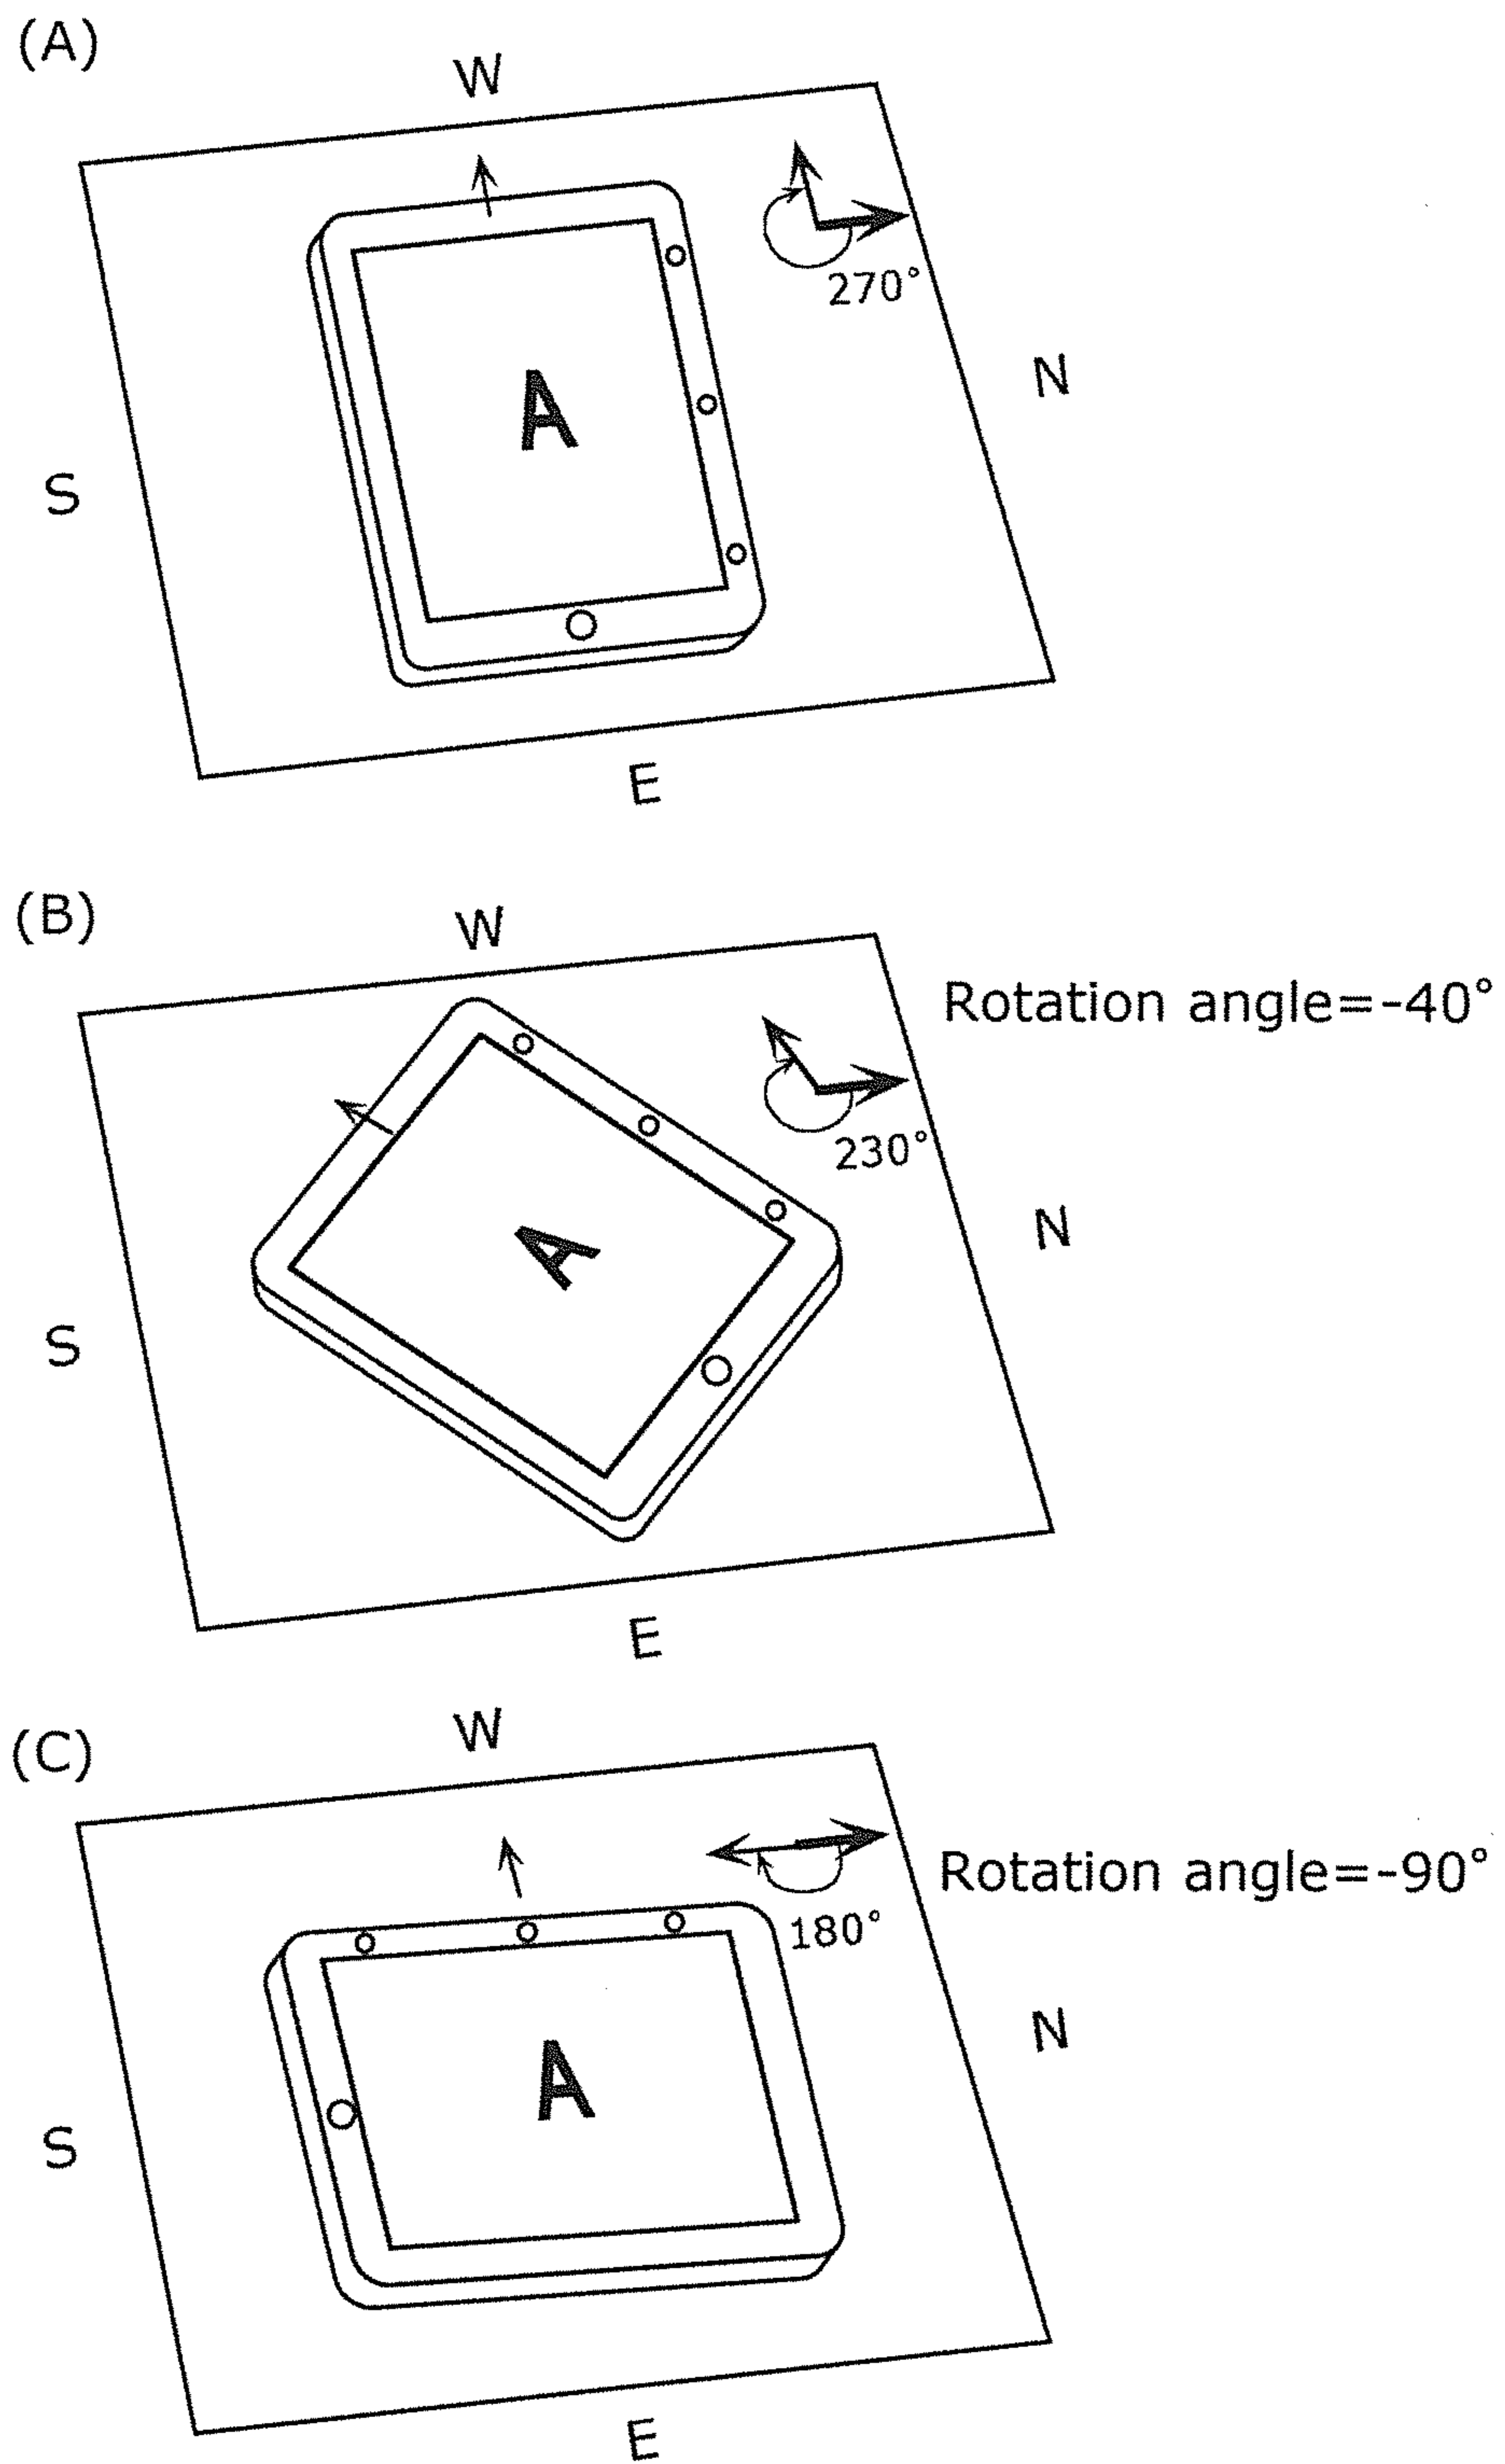 (A)
W
270°
N
A
S
E
(B)
W
Rotation angle=-40°
230°
N
A
S
E
(C)
W
Rotation angle=-90°
180°
N
A
S
E